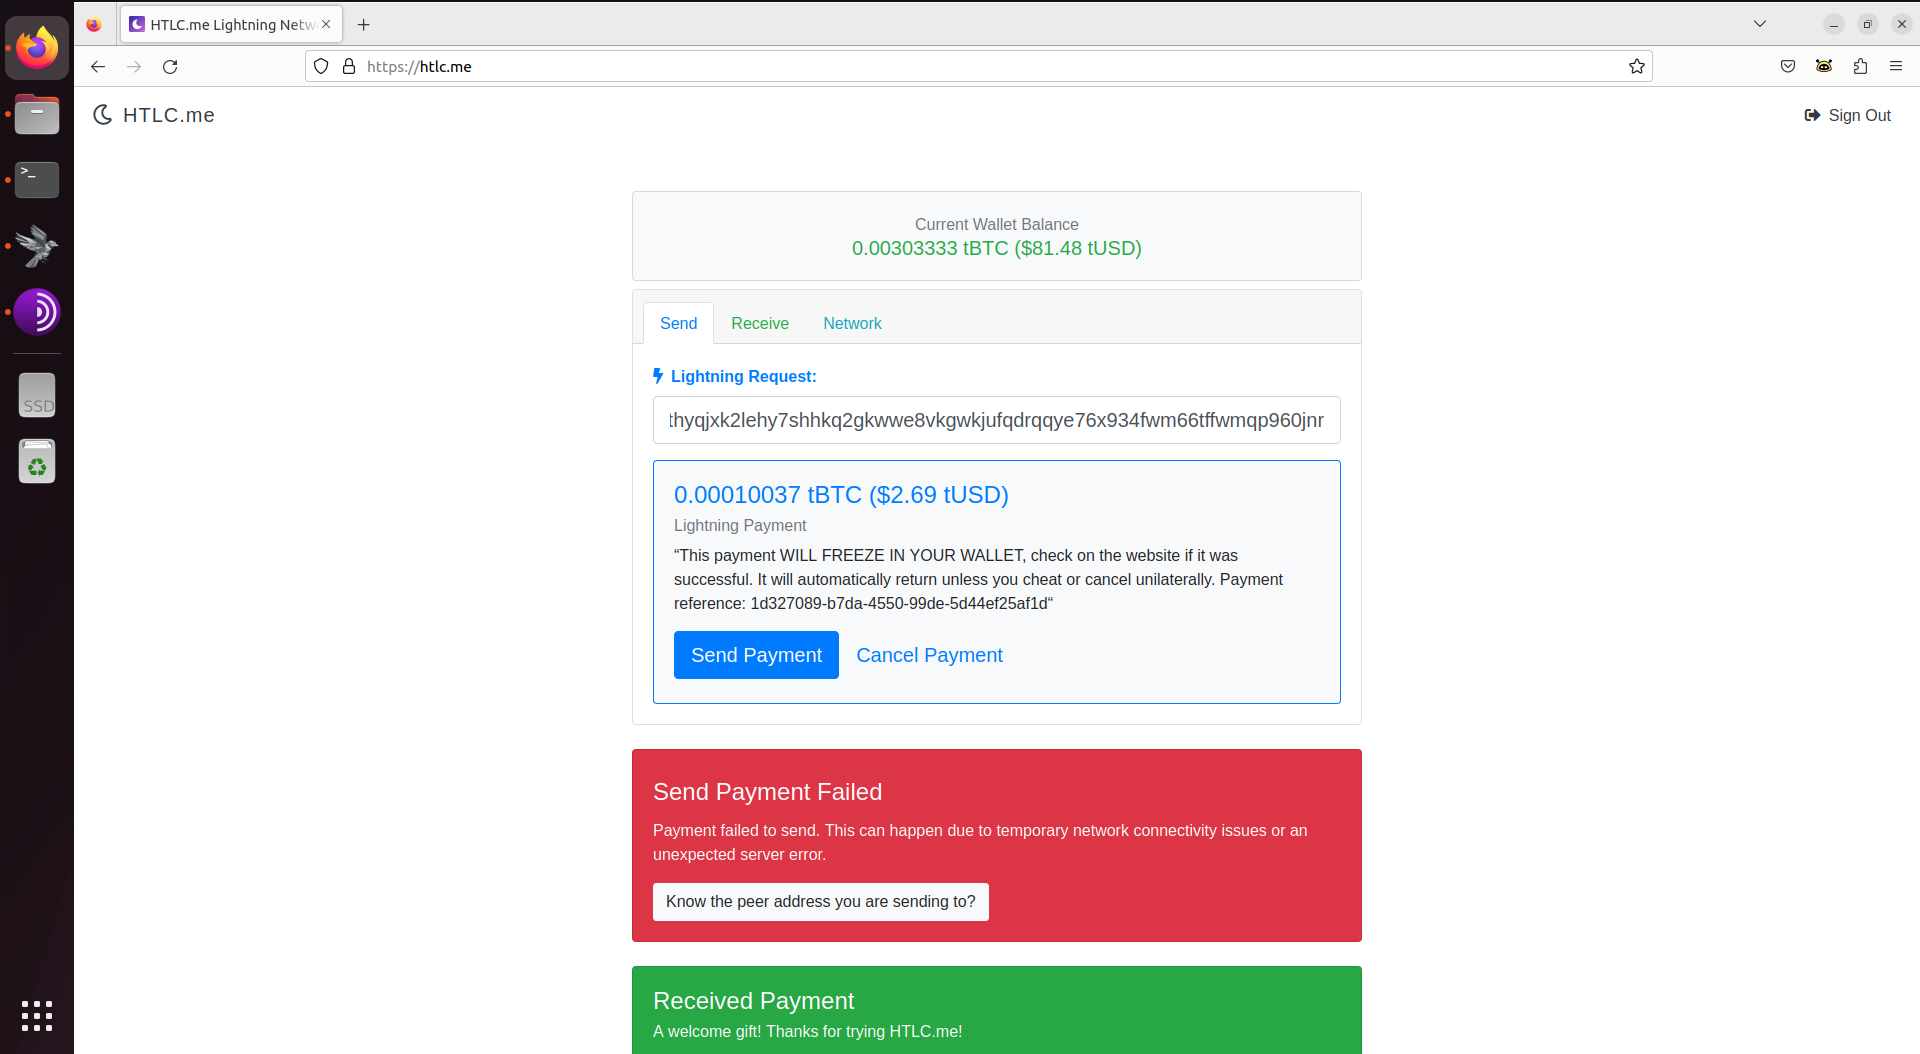 HTLC.me Lightning Netw
https://htlc.me
HTLC.me
Sign Out
Current Wallet Balance
0.00303333 tBTC ($81.48 tUSD)
Send
Receive
Network
Lightning Request:
thyqjxk2lehy7shhkq2gkwwe8vkgwkjufqdrqqye76x934fwm66tffwmqp960jnr
0.00010037 tBTC ($2.69 tUSD)
Lightning Payment
“This payment WILL FREEZE IN YOUR WALLET, check on the website if it was
successful. It will automatically return unless you cheat or cancel unilaterally. Payment
reference: 1d327089-b7da-4550-99de-5d44ef25af1d“
Send Payment
Cancel Payment
Send Payment Failed
Payment failed to send. This can happen due to temporary network connectivity issues or an
unexpected server error.
Know the peer address you are sending to?
Received Payment
A welcome gift! Thanks for trying HTLC.me!
>_
SSD